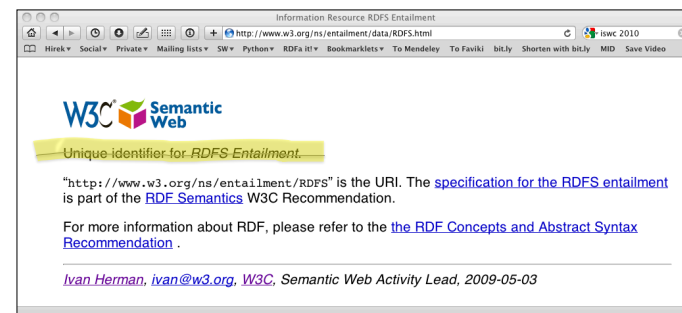 Information Resource RDFS Entailment
http://www.w3.org/ns/entailment/data/RDFS.html
iswc 2010
Hirek Social Private Mailing lists SW Python RDFa it! Bookmarklets To Mendeley To Faviki bit.ly Shorten with bit.ly MID Save Video
W3C Semantic Web
Unique identifier for RDFS Entailment.
"http://www.w3.org/ns/entailment/RDFS" is the URI. The specification for the RDFS entailment
is part of the RDF Semantics W3C Recommendation.
For more information about RDF, please refer to the the RDF Concepts and Abstract Syntax
Recommendation .
Ivan Herman, ivan@w3.org, W3C, Semantic Web Activity Lead, 2009-05-03